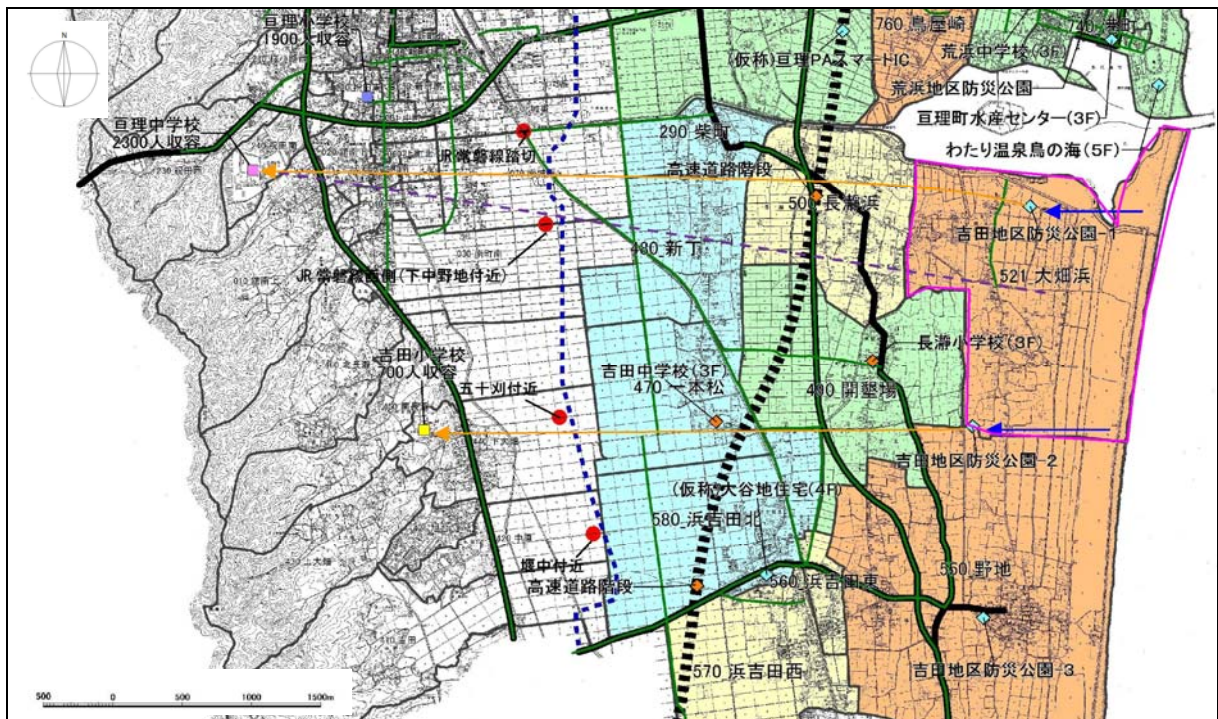 N
亘理小学校
1900人収容
760 鳥屋崎
荒浜中学校(3F)
(仮称)亘理PAスマートIC
荒浜地区防災公園
亘理町水産センター(3F)
わたり温泉鳥の海(5F)
亘理中学校
2300人収容
290 柴町
JR常磐線踏切
高速道路階段
500 長瀞浜
吉田地区防災公園-1
480 新丁
JR常磐線西側(下中野地付近)
521 大畑浜
吉田小学校
700人収容
長瀞小学校(3F)
吉田中学校(3F)
470 一本松
490 開墾場
五十刈付近
吉田地区防災公園-2
(仮称)大谷地住宅(4F)
580 浜吉田北
堰中付近
高速道路階段
560 浜吉田東
550 野地
570 浜吉田西
吉田地区防災公園-3
500 0 500 1000 1500m